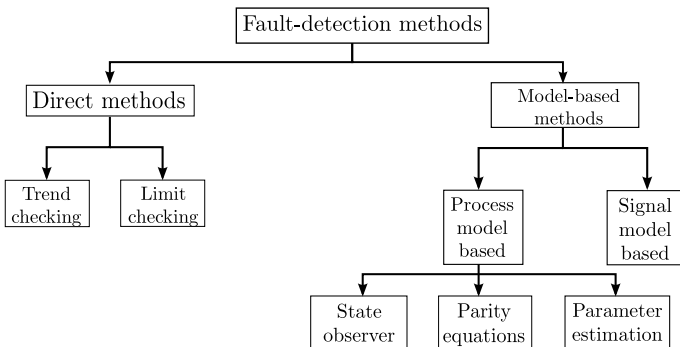 Fault-detection methods
Direct methods
Model-based
methods
Trend
checking
Limit
checking
Process
model
based
Signal
model
based
State
observer
Parity
equations
Parameter
estimation